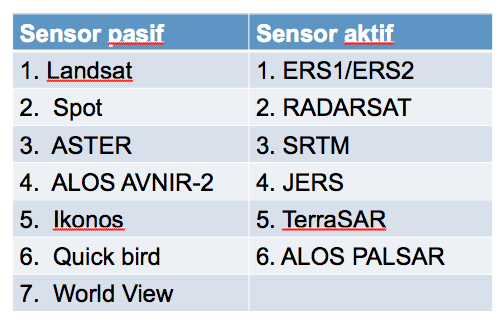 Sensor pasif Sensor aktif
1. Landsat 1. ERS1/ERS2
2. Spot 2. RADARSAT
3. ASTER 3. SRTM
4. ALOS AVNIR-2 4. JERS
5. Ikonos 5. TerraSAR
6. Quick bird 6. ALOS PALSAR
7. World View